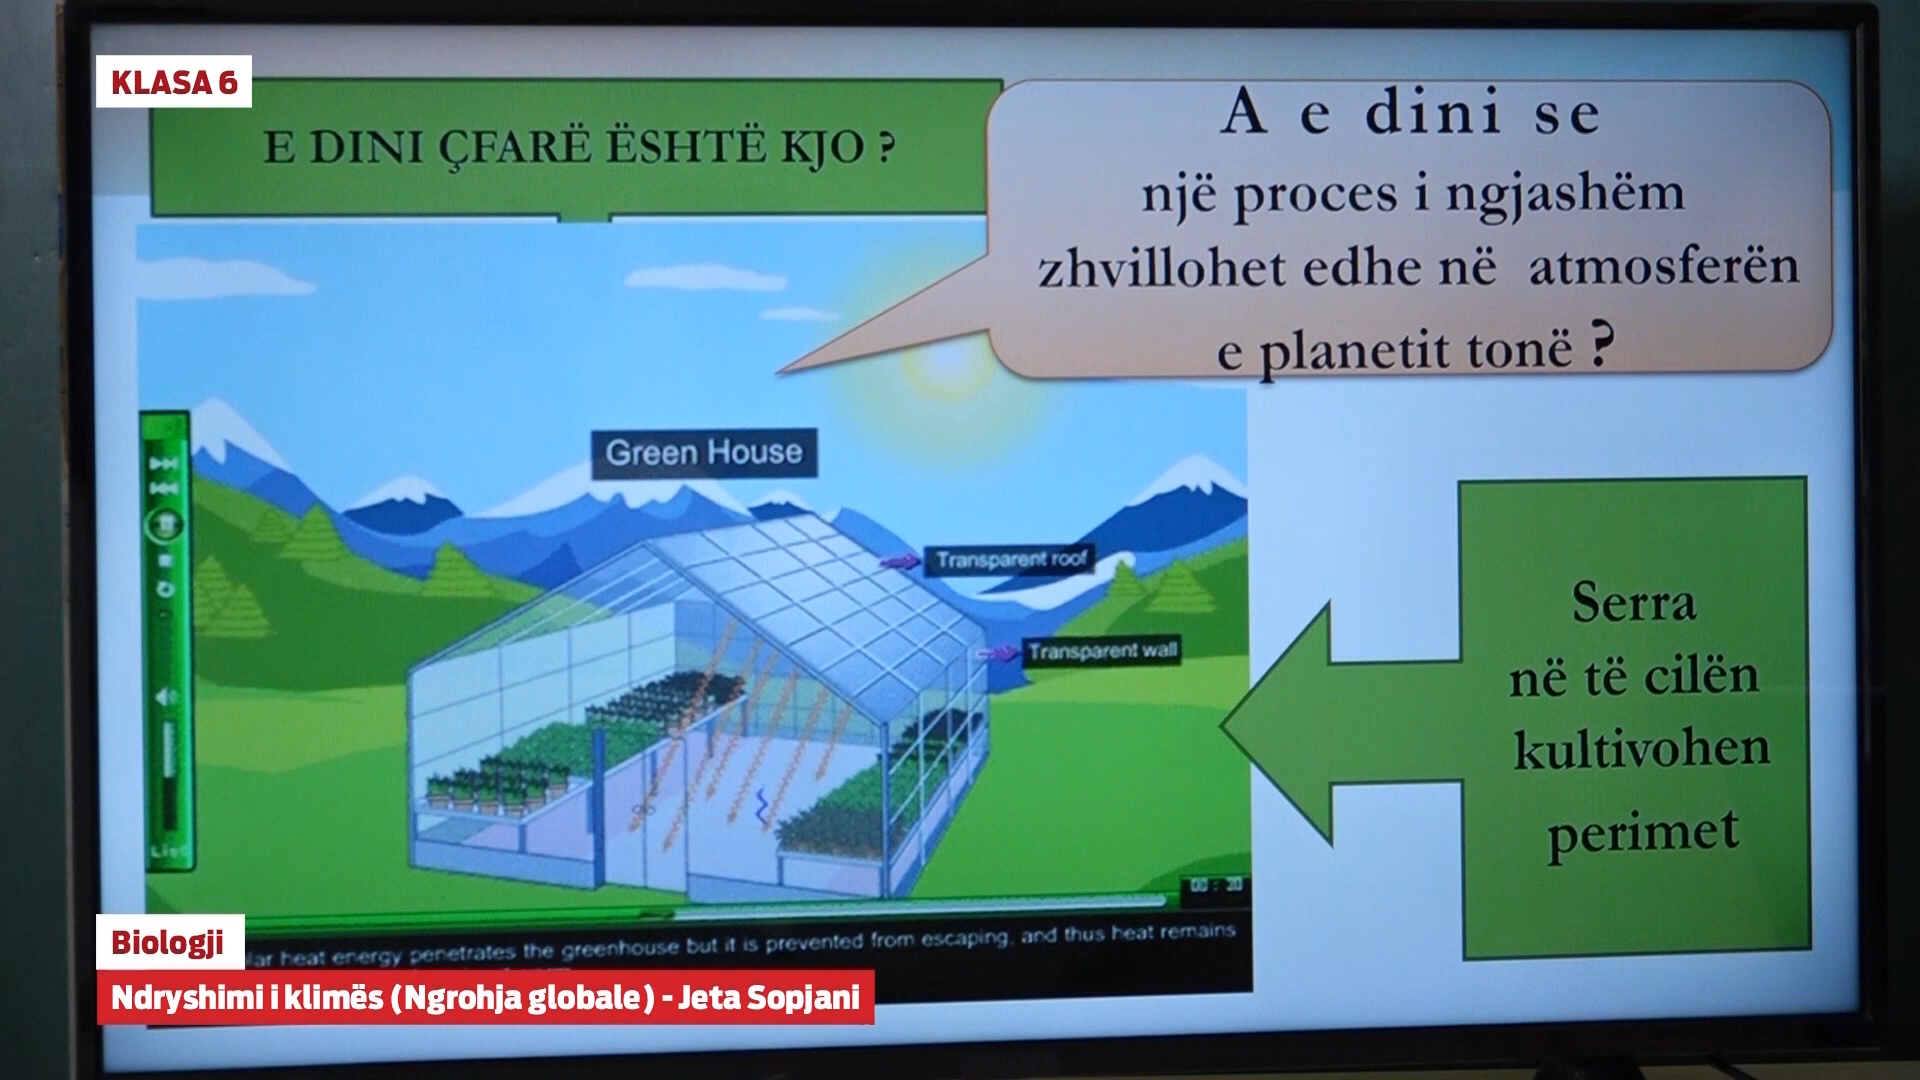 KLASA 6
E DINI ÇFARË ËSHTË KJO ?
A e dini se
një proces i ngjashëm
zhvillohet edhe në atmosferën
e planetit tonë ?
Green House
Transparent roof
Transparent wall
Serra
në të cilën
kultivohen
perimet
List
00 : 20
heat energy penetrates the greenhouse but it is prevented from escaping, and thus heat remains
Biologji
Ndryshimi i klimës (Ngrohja globale) - Jeta Sopjani